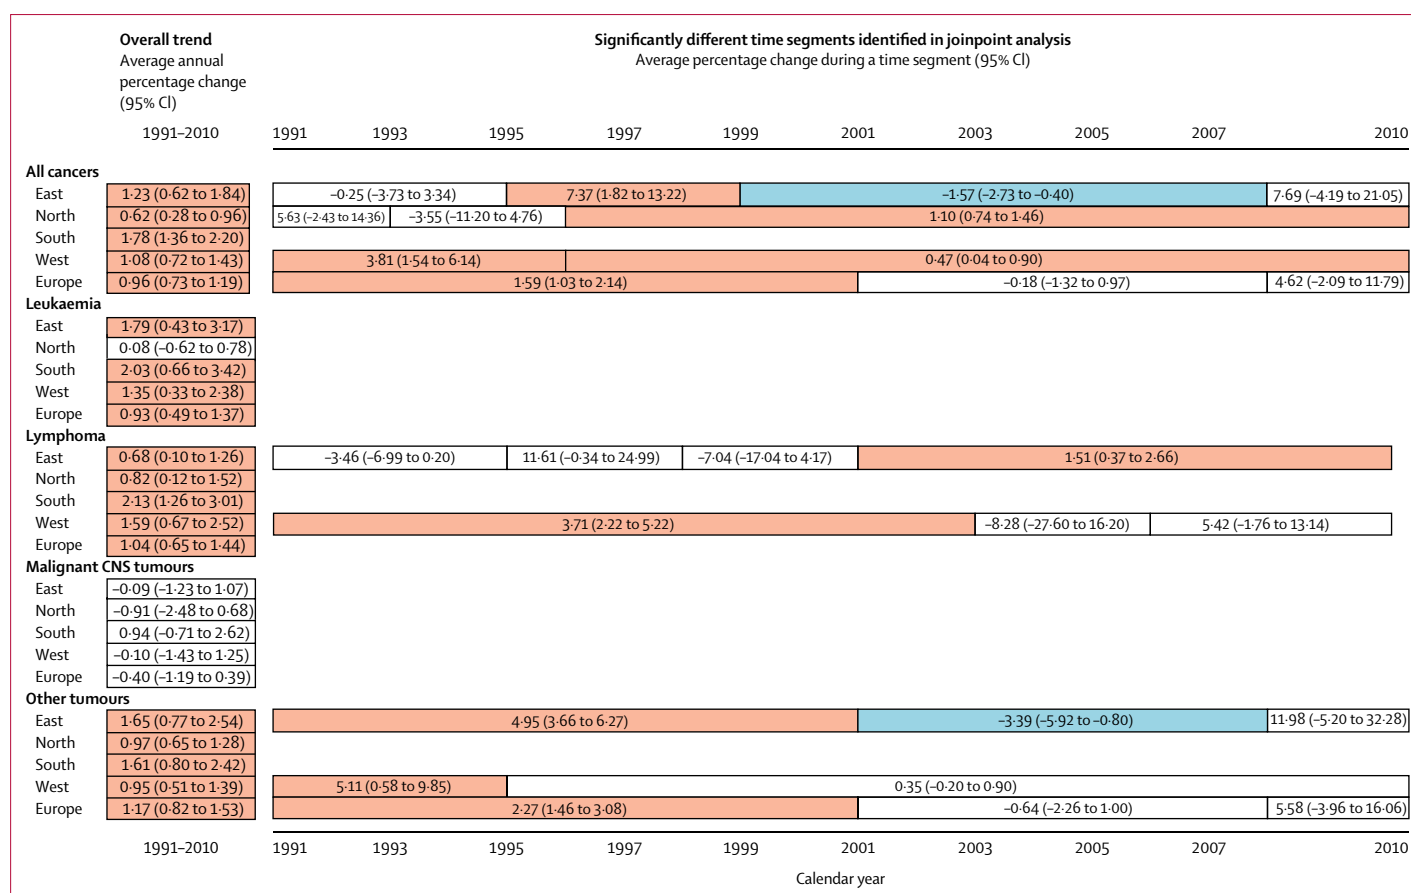 Overall trend
Average annual
percentage change
(95% Cl)
Significantly different time segments identified in joinpoint analysis
Average percentage change during a time segment (95% Cl)
1991–2010 1991 1993 1995 1997 1999 2001 2003 2005 2007 2010
All cancers
East 1·23 (0·62 to 1·84) –0·25 (–3·73 to 3·34) 7·37 (1·82 to 13·22) –1·57 (–2·73 to –0·40) 7·69 (–4·19 to 21·05)
North 0·62 (0·28 to 0·96) 5·63 (–2·43 to 14·36) –3·55 (–11·20 to 4·76) 1·10 (0·74 to 1·46)
South 1·78 (1·36 to 2·20)
West 1·08 (0·72 to 1·43) 3·81 (1·54 to 6·14) 0·47 (0·04 to 0·90)
Europe 0·96 (0·73 to 1·19) 1·59 (1·03 to 2·14) –0·18 (–1·32 to 0·97) 4·62 (–2·09 to 11·79)
Leukaemia
East 1·79 (0·43 to 3·17)
North 0·08 (–0·62 to 0·78)
South 2·03 (0·66 to 3·42)
West 1·35 (0·33 to 2·38)
Europe 0·93 (0·49 to 1·37)
Lymphoma
East 0·68 (0·10 to 1·26) –3·46 (–6·99 to 0·20) 11·61 (–0·34 to 24·99) –7·04 (–17·04 to 4·17) 1·51 (0·37 to 2·66)
North 0·82 (0·12 to 1·52)
South 2·13 (1·26 to 3·01)
West 1·59 (0·67 to 2·52) 3·71 (2·22 to 5·22) –8·28 (–27·60 to 16·20) 5·42 (–1·76 to 13·14)
Europe 1·04 (0·65 to 1·44)
Malignant CNS tumours
East –0·09 (–1·23 to 1·07)
North –0·91 (–2·48 to 0·68)
South 0·94 (–0·71 to 2·62)
West –0·10 (–1·43 to 1·25)
Europe –0·40 (–1·19 to 0·39)
Other tumours
East 1·65 (0·77 to 2·54) 4·95 (3·66 to 6·27) –3·39 (–5·92 to –0·80) 11·98 (–5·20 to 32·28)
North 0·97 (0·65 to 1·28)
South 1·61 (0·80 to 2·42)
West 0·95 (0·51 to 1·39) 5·11 (0·58 to 9·85) 0·35 (–0·20 to 0·90)
Europe 1·17 (0·82 to 1·53) 2·27 (1·46 to 3·08) –0·64 (–2·26 to 1·00) 5·58 (–3·96 to 16·06)
1991–2010 1991 1993 1995 1997 1999 2001 2003 2005 2007 2010
Calendar year